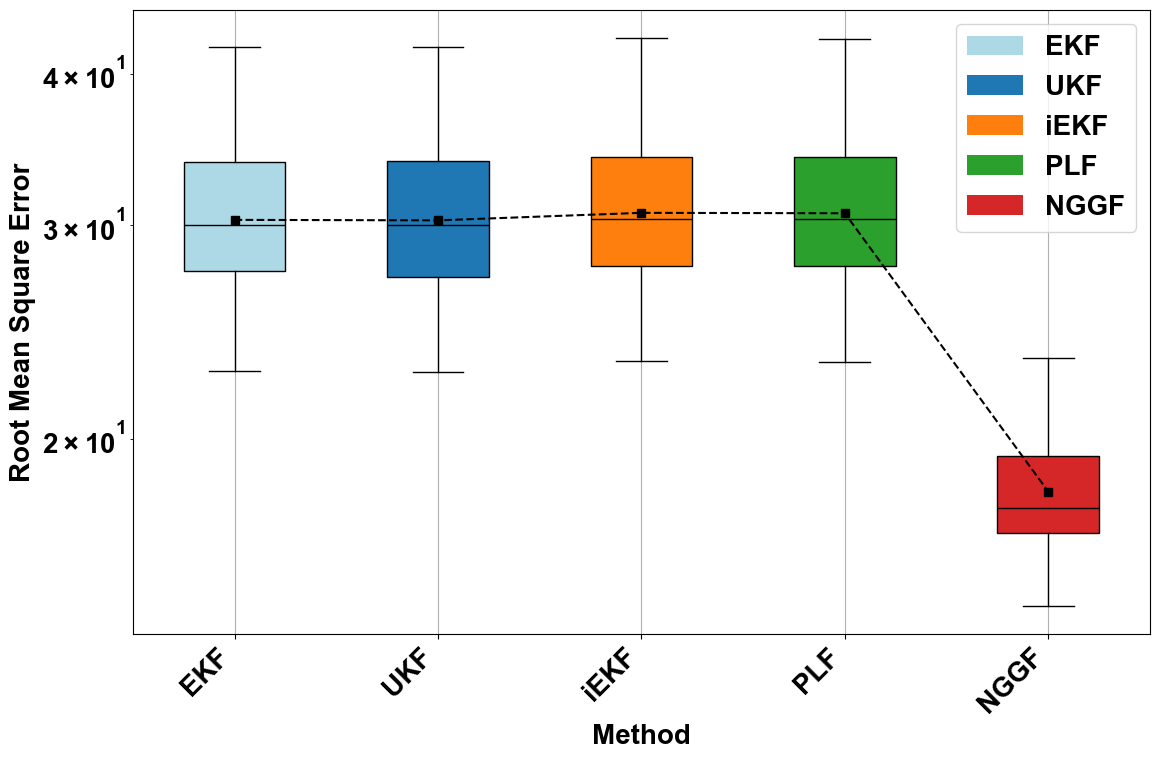 Root Mean Square Error
4 × 10¹
3 × 10¹
2 × 10¹
EKF
UKF
iEKF
PLF
NGGF
EKF
UKF
iEKF
PLF
NGGF
Method